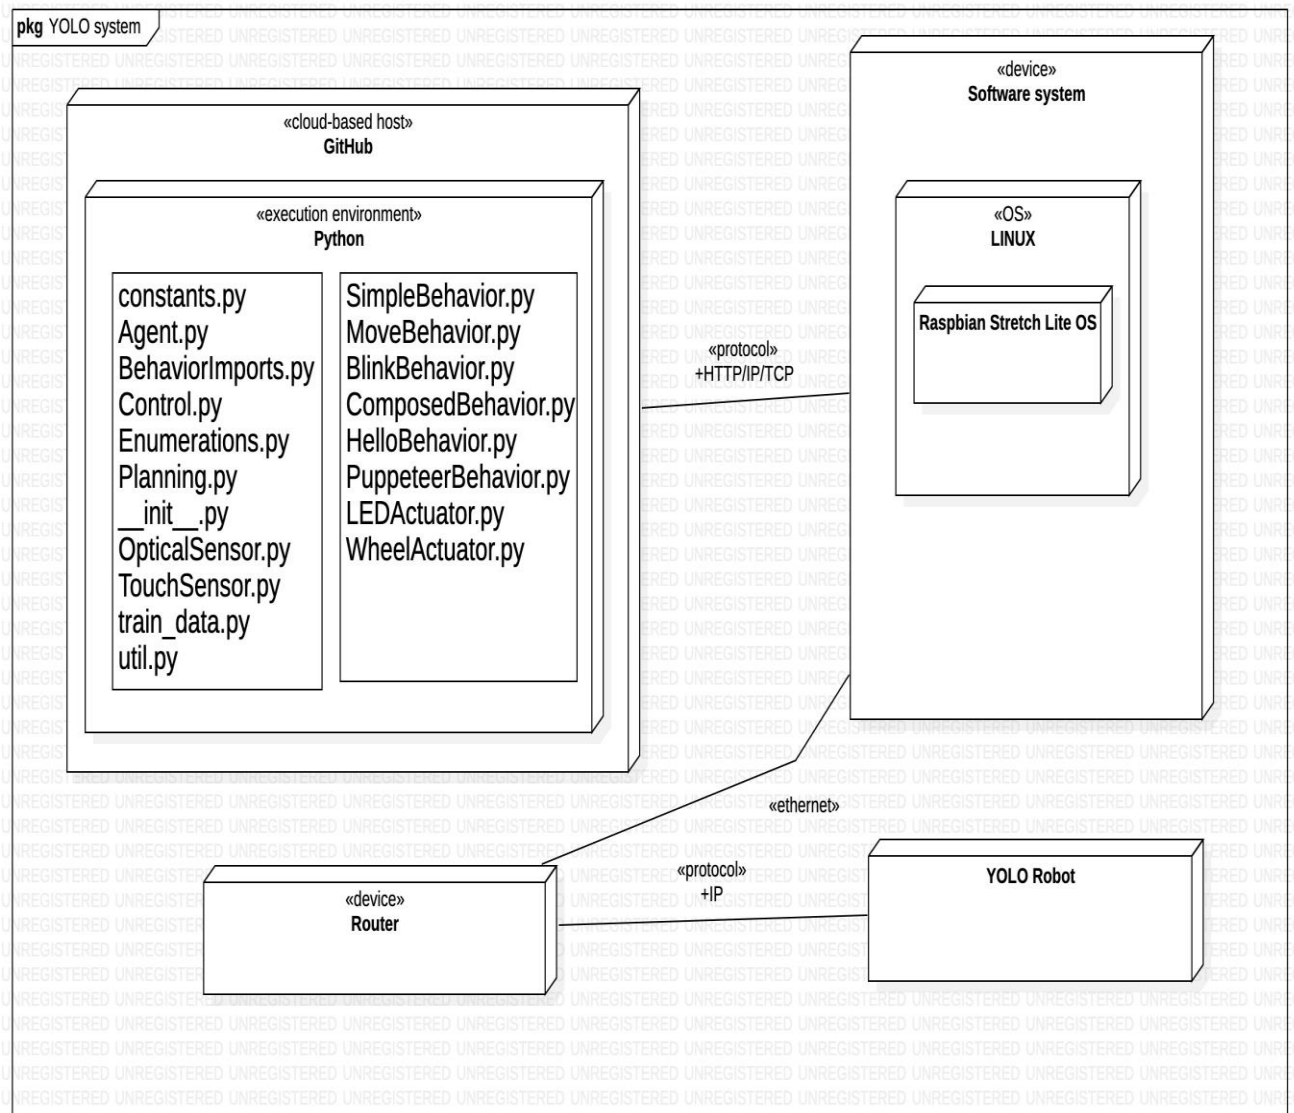 pkg YOLO system
«cloud-based host»
GitHub
«execution environment»
Python
constants.py
Agent.py
BehaviorImports.py
Control.py
Enumerations.py
Planning.py
__init__.py
OpticalSensor.py
TouchSensor.py
train_data.py
util.py
SimpleBehavior.py
MoveBehavior.py
BlinkBehavior.py
ComposedBehavior.py
HelloBehavior.py
PuppeteerBehavior.py
LEDActuator.py
WheelActuator.py
«protocol»
+HTTP/IP/TCP
«device»
Software system
«OS»
LINUX
Raspbian Stretch Lite OS
«ethernet»
«protocol»
+IP
«device»
Router
YOLO Robot
UNREGISTERED